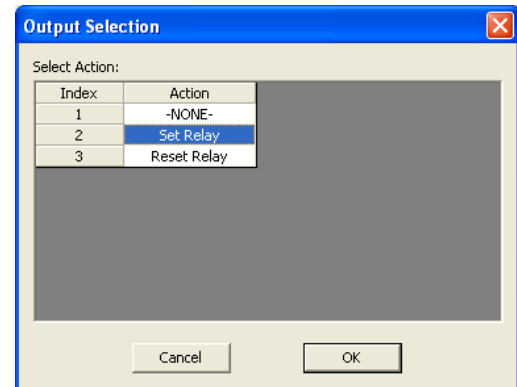 Output Selection
Select Action:
Index Action
1 -NONE-
2 Set Relay
3 Reset Relay
Cancel OK